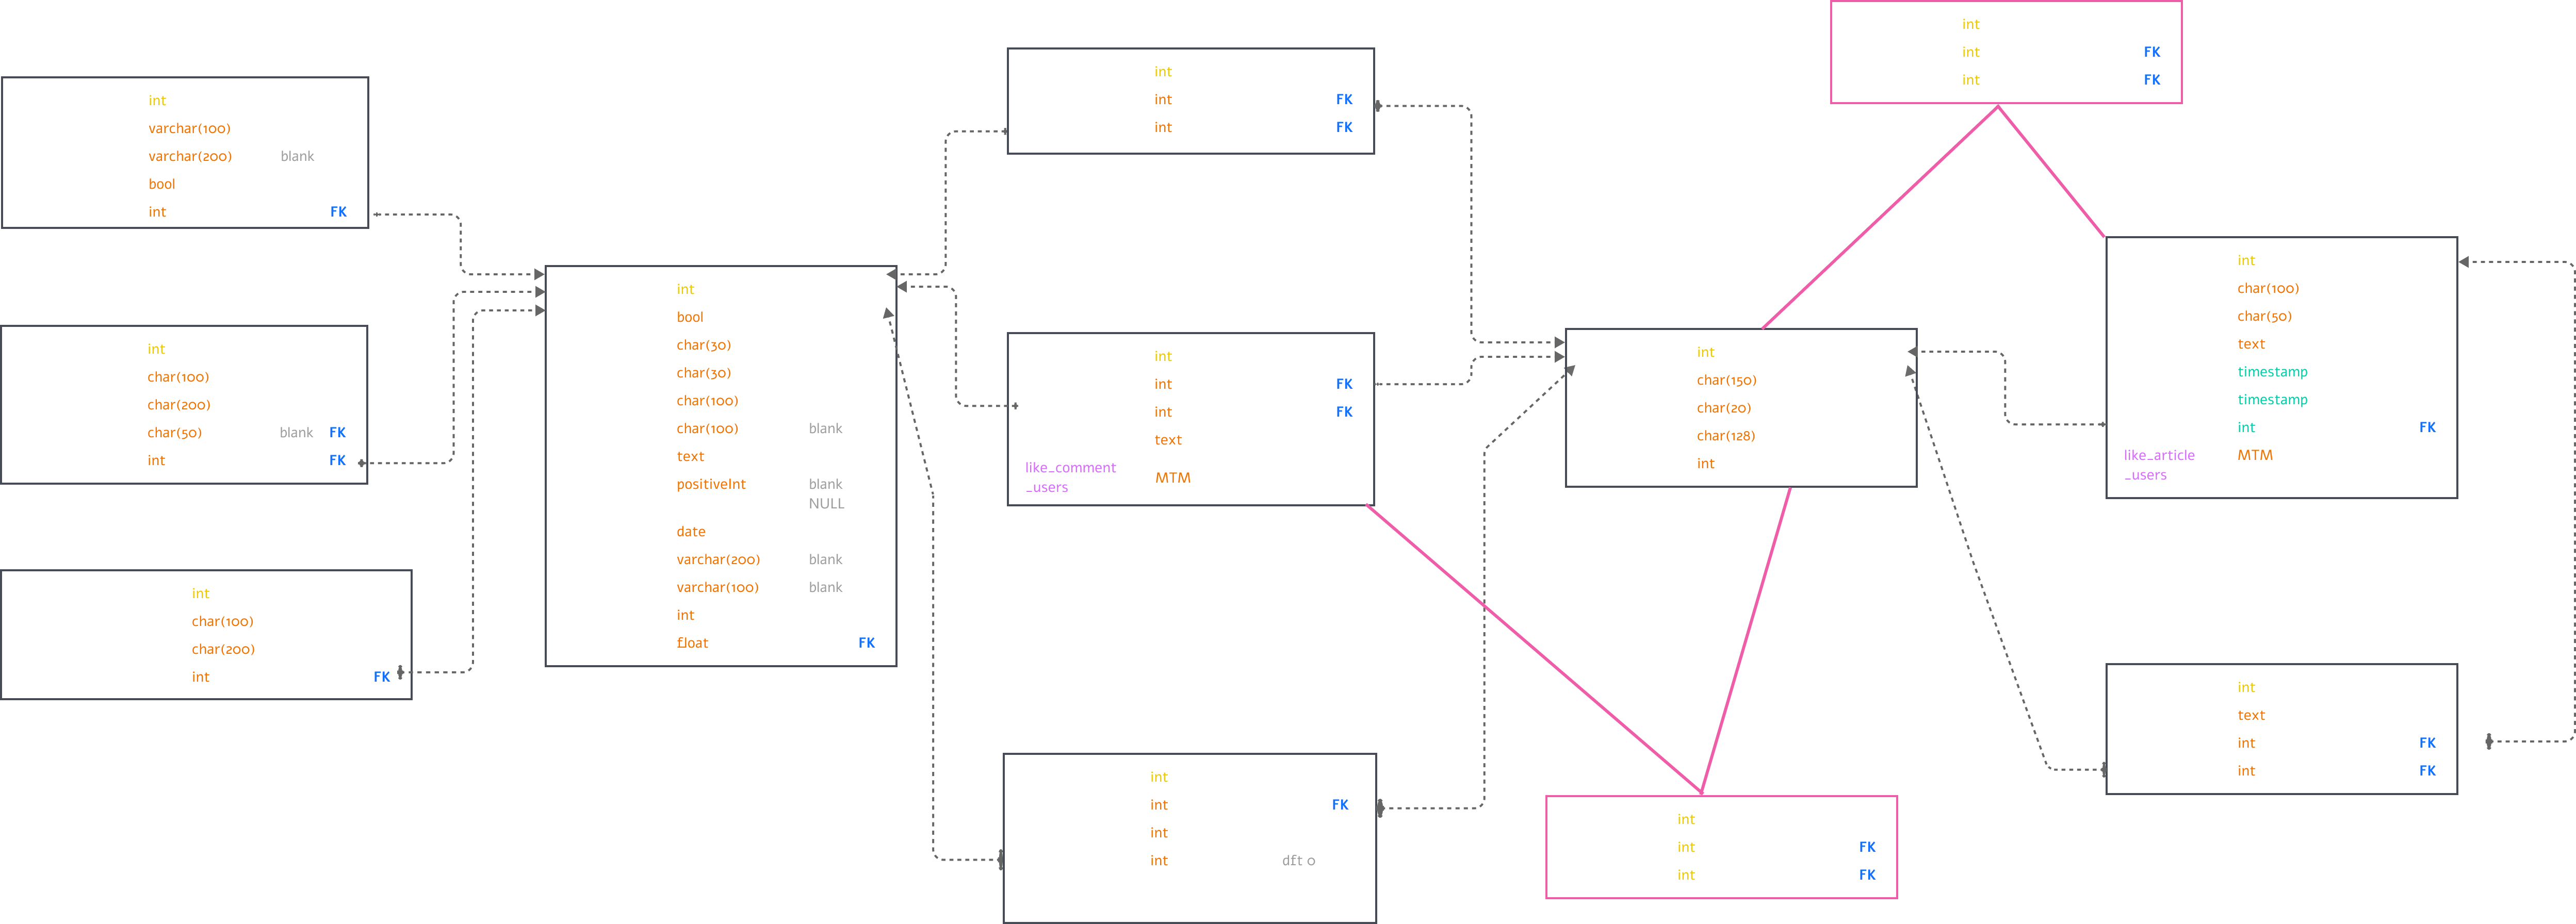 int
int FK
int FK
int
int FK
int FK
int
varchar(100)
varchar(200) blank
bool
int FK
int
char(100)
char(200)
char(50) blank FK
int FK
int
char(100)
char(200)
int FK
int
bool
char(30)
char(30)
char(100)
char(100) blank
text
positiveInt blank
NULL
date
varchar(200) blank
varchar(100) blank
int
float FK
int
int FK
int FK
text
like_comment
_users MTM
int
int FK
int
int dft 0
int
char(150)
char(20)
char(128)
int
int
int FK
int FK
int
char(100)
char(50)
text
timestamp
timestamp
int FK
like_article MTM
_users
int
text
int FK
int FK